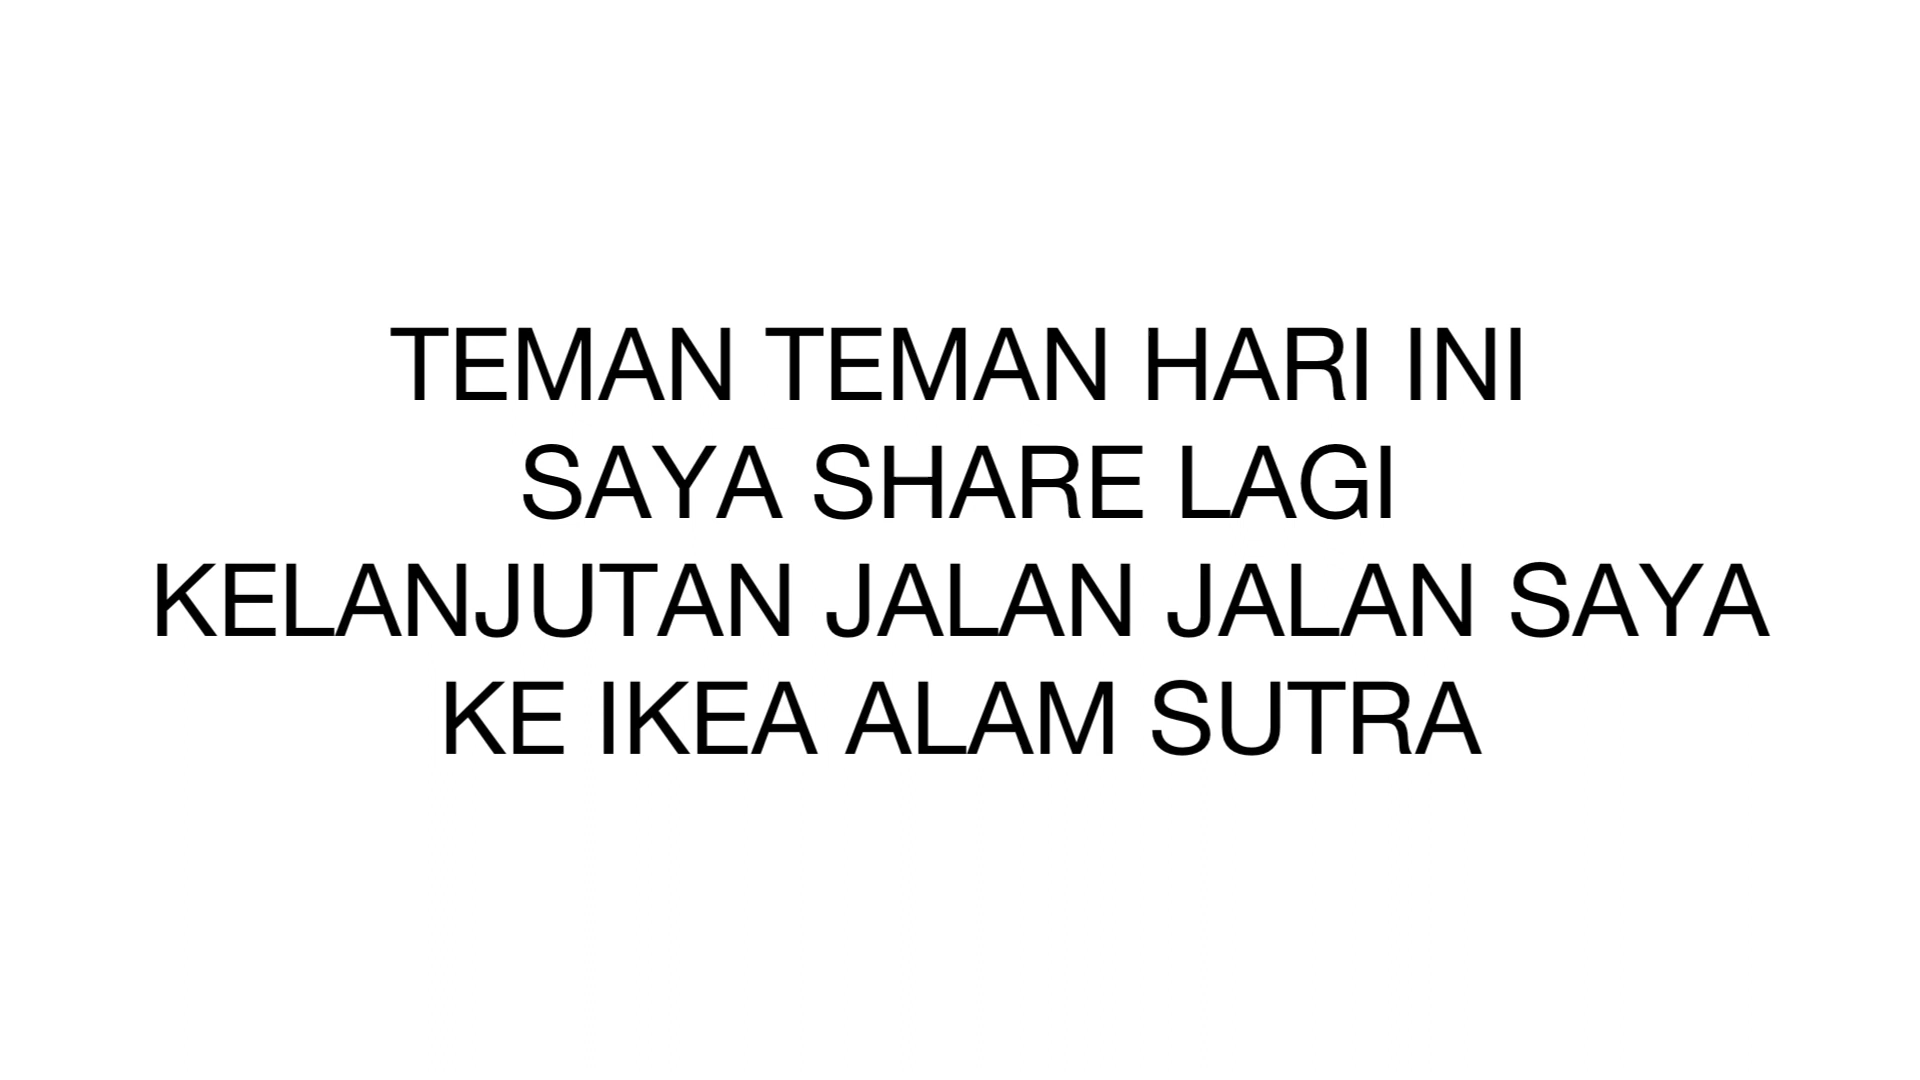 TEMAN TEMAN HARI INI
SAYA SHARE LAGI
KELANJUTAN JALAN JALAN SAYA
KE IKEA ALAM SUTRA